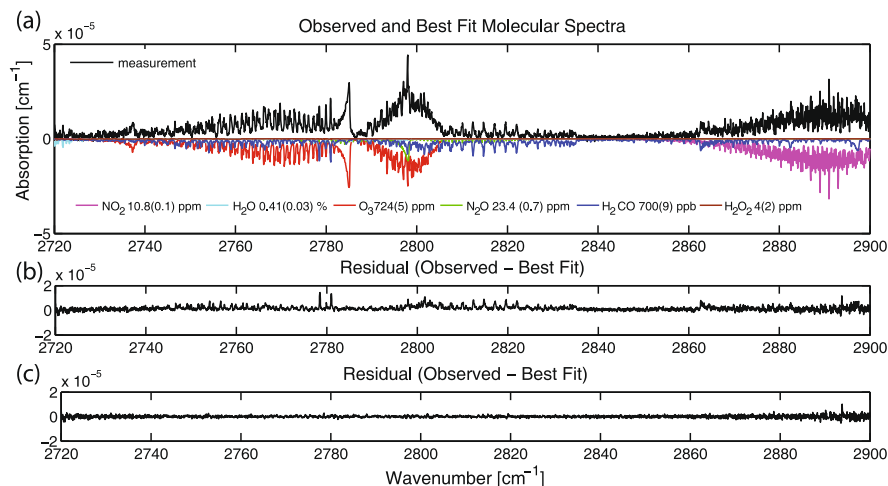 (a)
x 10⁻⁵
Observed and Best Fit Molecular Spectra
5
0
−5
Absorption [cm⁻¹]
measurement
NO₂ 10.8(0.1) ppm
H₂O 0.41(0.03) %
O₃724(5) ppm
N₂O 23.4 (0.7) ppm
H₂CO 700(9) ppb
H₂O₂ 4(2) ppm
2720 2740 2760 2780 2800 2820 2840 2860 2880 2900
(b)
x 10⁻⁵
Residual (Observed − Best Fit)
2
0
−2
2720 2740 2760 2780 2800 2820 2840 2860 2880 2900
(c)
x 10⁻⁵
Residual (Observed − Best Fit)
2
0
−2
2720 2740 2760 2780 2800 2820 2840 2860 2880 2900
Wavenumber [cm⁻¹]